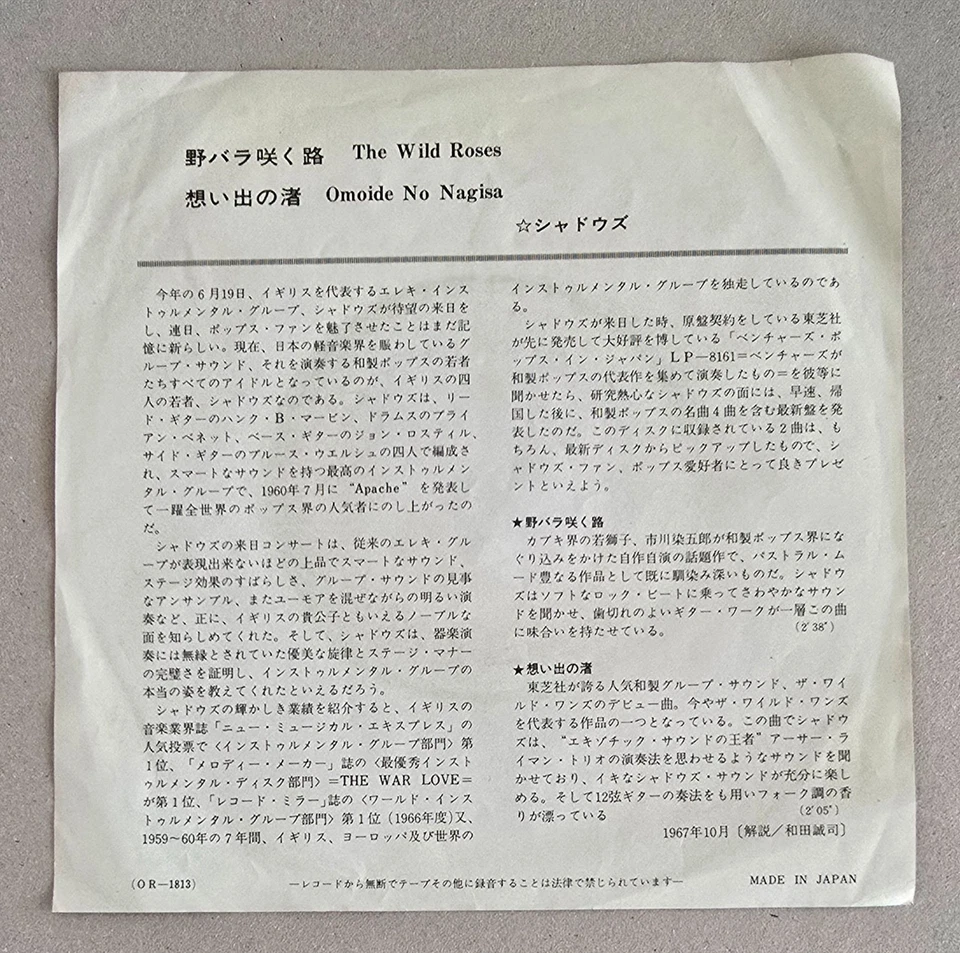 野バラ咲く路 The Wild Roses
想い出の渚 Omoide No Nagisa
☆シャドウズ
今年の6月19日、イギリスを代表するエレキ・インス
トゥルメンタル・グループ、シャドウズが待望の来日を
し、連日、ポップス・ファンを魅了させたことはまだ記
憶に新らしい。現在、日本の軽音楽界を賑わしているグ
ループ・サウンド、それを演奏する和製ポップスの若者
たちすべてのアイドルとなっているのが、イギリスの四
人の若者、シャドウズなのである。シャドウズは、リー
ド・ギターのハンク・B・マービン、ドラムスのブライ
アン・ベネット、ベース・ギターのジョン・ロスティル、
サイド・ギターのブルース・ウエルシュの四人で編成さ
れ、スマートなサウンドを持つ最高のインストゥルメン
タル・グループで、1960年7月に“Apache”を発表し
て一躍全世界のポップス界の人気者にのし上がったの
だ。
シャドウズの来日コンサートは、従来のエレキ・グル
ープが表現出来ないほどの上品でスマートなサウンド、
ステージ効果のすばらしさ、グループ・サウンドの見事
なアンサンブル、またユーモアを混ぜながらの明るい演
奏など、正に、イギリスの貴公子ともいえるノーブルな
面を知らしめてくれた。そして、シャドウズは、器楽演
奏には無縁とされていた優美な旋律とステージ・マナー
の完璧さを証明し、インストゥルメンタル・グループの
本当の姿を教えてくれたといえるだろう。
シャドウズの輝かしき業績を紹介すると、イギリスの
音楽業界誌「ニュー・ミュージカル・エキスプレス」の
人気投票で〈インストゥルメンタル・グループ部門〉第
1位、「メロディー・メーカー」誌の〈最優秀インスト
ゥルメンタル・ディスク部門〉=THE WAR LOVE=
が第1位、「レコード・ミラー」誌の〈ワールド・インス
トゥルメンタル・グループ部門〉第1位(1966年度)又、
1959〜60年の7年間、イギリス、ヨーロッパ及び世界の
インストゥルメンタル・グループを独走しているのであ
る。
シャドウズが来日した時、原盤契約をしている東芝社
が先に発売して大好評を博している「ベンチャーズ・ポ
ップス・イン・ジャパン」LP—8161=ベンチャーズが
和製ポップスの代表作を集めて演奏したもの=を彼等に
聞かせたら、研究熱心なシャドウズの面には、早速、帰
国した後に、和製ポップスの名曲4曲を含む最新盤を発
表したのだ。このディスクに収録されている2曲は、も
ちろん、最新ディスクからピックアップしたもので、シ
ャドウズ・ファン、ポップス愛好者にとって良きプレゼ
ントといえよう。
★野バラ咲く路
カブキ界の若獅子、市川染五郎が和製ポップス界にな
ぐり込みをかけた自作自演の話題作で、パストラル・ム
ード豊なる作品として既に馴染み深いものだ。シャドウ
ズはソフトなロック・ビートに乗ってさわやかなサウン
ドを聞かせ、歯切れのよいギター・ワークが一層この曲
に味合いを持たせている。 (2′38″)
★想い出の渚
東芝社が誇る人気和製グループ・サウンド、ザ・ワイ
ルド・ワンズのデビュー曲。今やザ・ワイルド・ワンズ
を代表する作品の一つとなっている。この曲でシャドウ
ズは、“エキゾチック・サウンドの王者”アーサー・ライ
マン・トリオの演奏法を思わせるようなサウンドを聞
かせており、イキなシャドウズ・サウンドが充分に楽し
める。そして12弦ギターの奏法をも用いフォーク調の香
りが漂っている (2′05″)
1967年10月〔解説/和田誠司〕
(OR—1813)
—レコードから無断でテープその他に録音することは法律で禁じられています—
MADE IN JAPAN